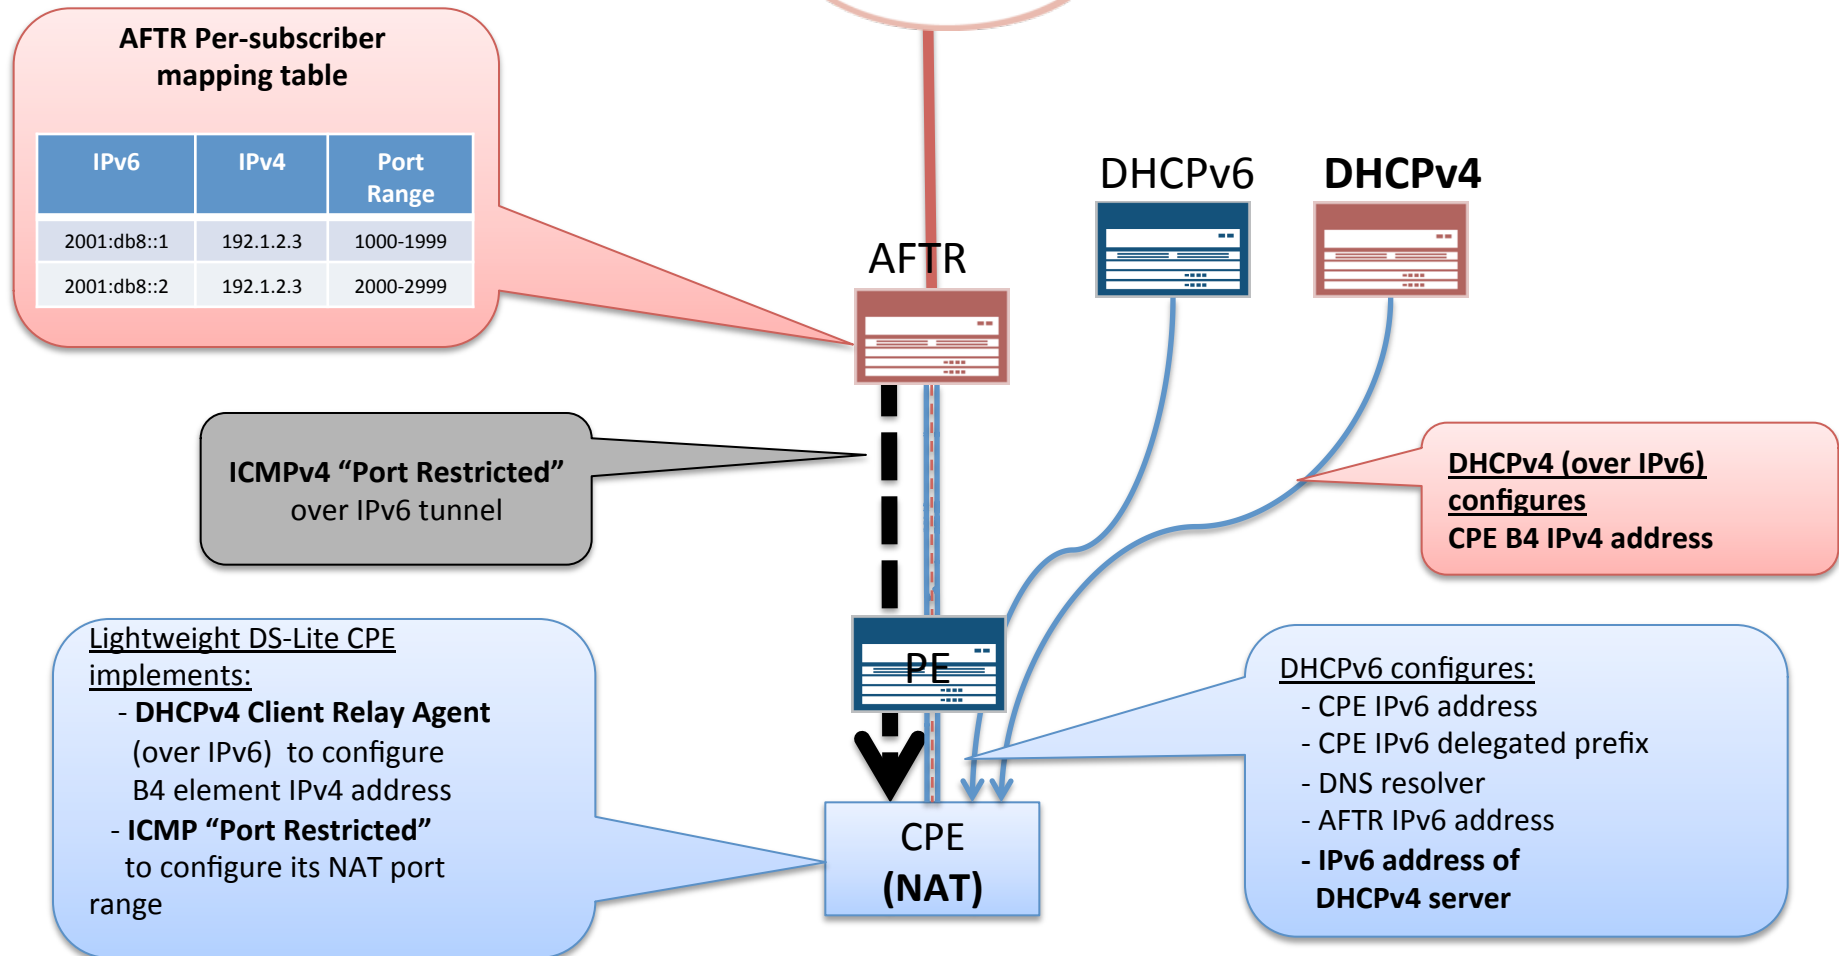 AFTR Per-subscriber
mapping table
IPv6 IPv4 Port
Range
2001:db8::1 192.1.2.3 1000-1999
2001:db8::2 192.1.2.3 2000-2999
DHCPv6 DHCPv4
AFTR
ICMPv4 “Port Restricted”
over IPv6 tunnel
DHCPv4 (over IPv6)
configures
CPE B4 IPv4 address
PE
Lightweight DS-Lite CPE
implements:
- DHCPv4 Client Relay Agent
(over IPv6) to configure
B4 element IPv4 address
- ICMP “Port Restricted”
to configure its NAT port
range
CPE
(NAT)
DHCPv6 configures:
- CPE IPv6 address
- CPE IPv6 delegated prefix
- DNS resolver
- AFTR IPv6 address
- IPv6 address of
DHCPv4 server